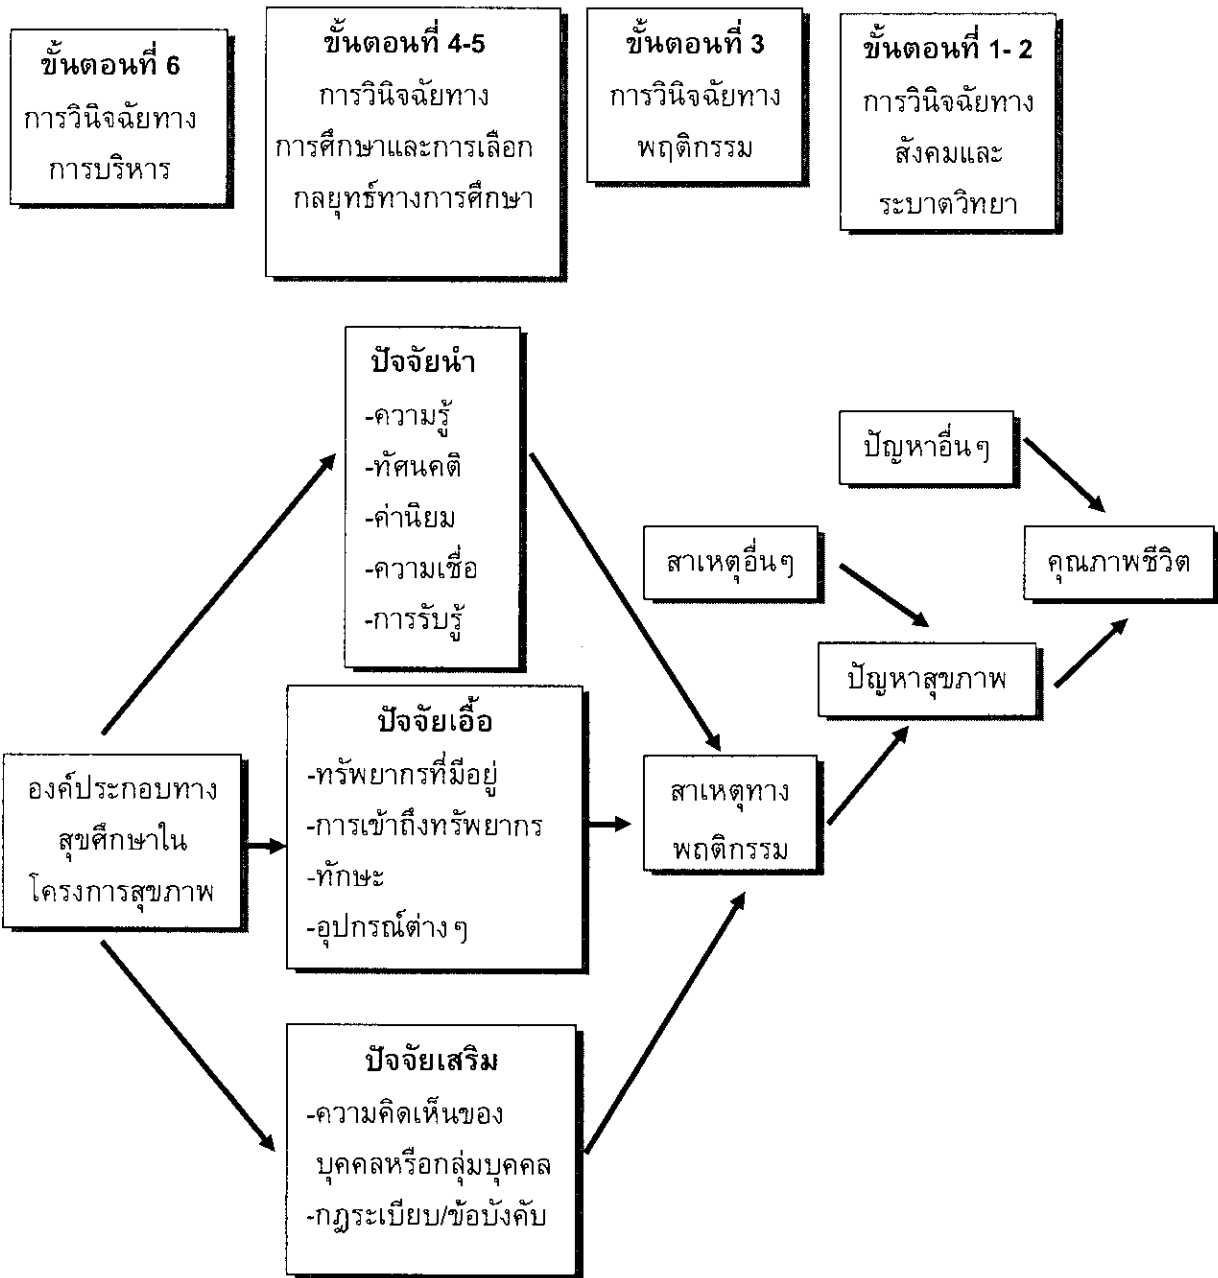 ขั้นตอนที่ 6
การวินิจฉัยทาง
การบริหาร
ขั้นตอนที่ 4-5
การวินิจฉัยทาง
การศึกษาและการเลือก
กลยุทธ์ทางการศึกษา
ขั้นตอนที่ 3
การวินิจฉัยทาง
พฤติกรรม
ขั้นตอนที่ 1- 2
การวินิจฉัยทาง
สังคมและ
ระบาตวิทยา
ปัจจัยนำ
-ความรู้
-ทัศนคติ
-ค่านิยม
-ความเชื่อ
-การรับรู้
ปัญหาอื่นๆ
สาเหตุอื่นๆ
คุณภาพชีวิต
ปัญหาสุขภาพ
ปัจจัยเอื้อ
-ทรัพยากรที่มีอยู่
-การเข้าถึงทรัพยากร
-ทักษะ
-อุปกรณ์ต่างๆ
องค์ประกอบทาง
สุขศึกษาใน
โครงการสุขภาพ
สาเหตุทาง
พฤติกรรม
ปัจจัยเสริม
-ความคิดเห็นของ
บุคคลหรือกลุ่มบุคคล
-กฎระเบียบ/ข้อบังคับ